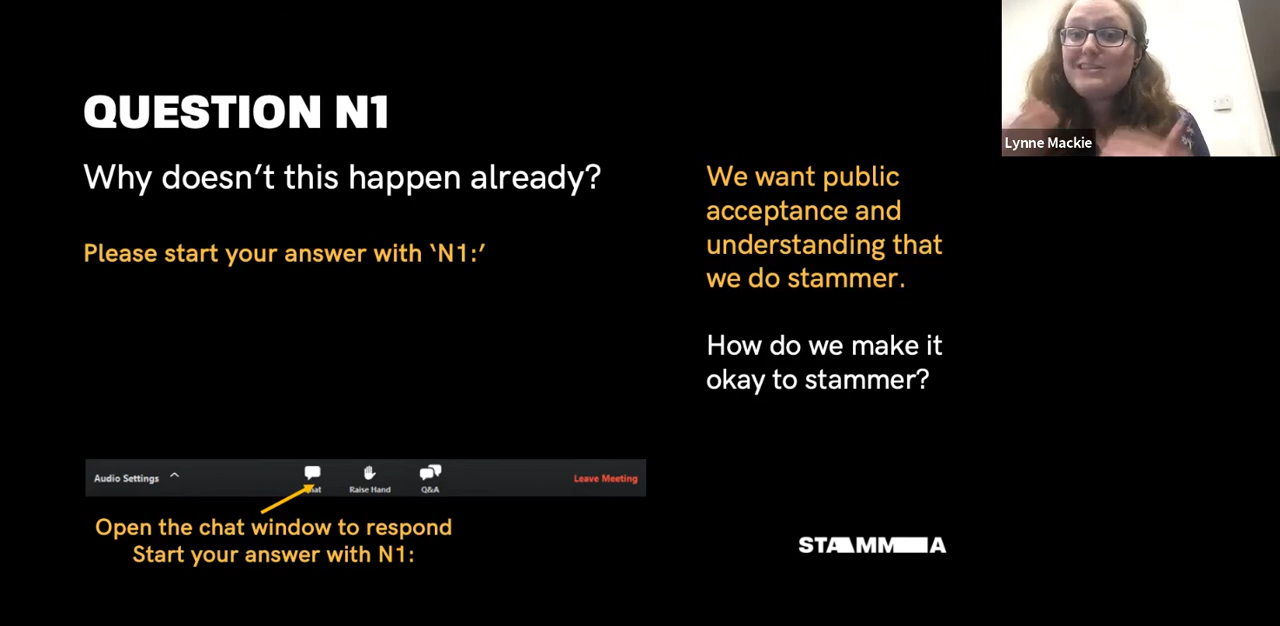 QUESTION N1
Why doesn't this happen already?
Please start your answer with ‘N1:’
We want public
acceptance and
understanding that
we do stammer.
How do we make it
okay to stammer?
Audio Settings
Raise Hand
Q&A
Leave Meeting
Open the chat window to respond
Start your answer with N1:
STAMMA
Lynne Mackie